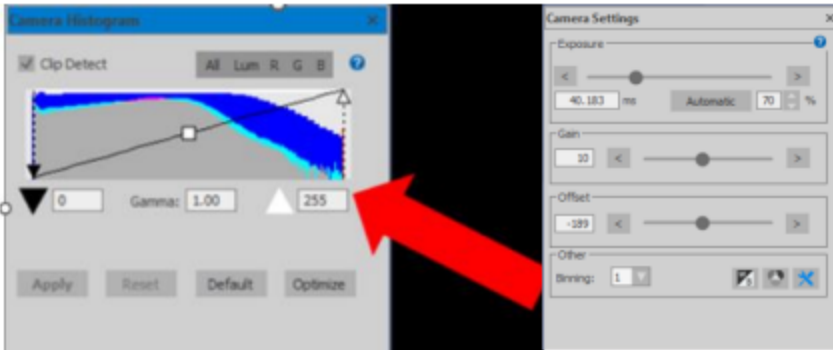 Camera Histogram
Clip Detect
All Lum R G B
0 Gamma: 1.00 255
Apply Reset Default Optimize
Camera Settings
Exposure
40.183 ms Automatic 70 %
Gain
10
Offset
-189
Other
Binning: 1